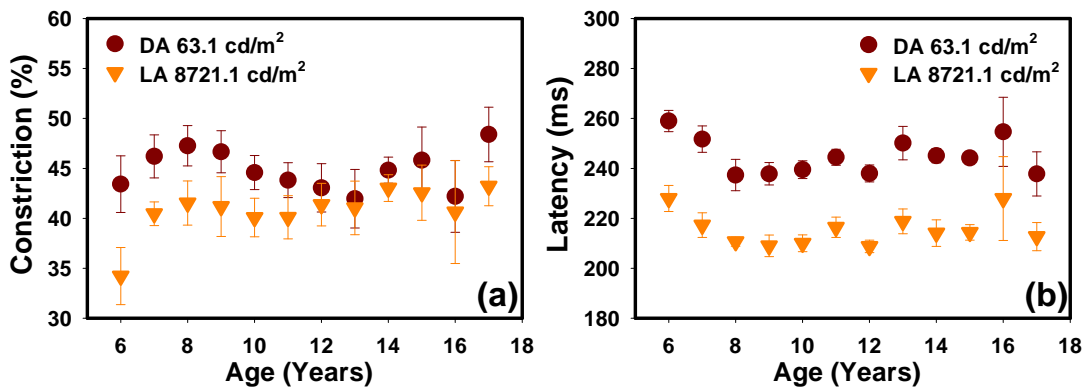 60
55
50
45
40
35
30
Constriction (%)
DA 63.1 cd/m²
LA 8721.1 cd/m²
(a)
6 8 10 12 14 16 18
Age (Years)
300
280
260
240
220
200
180
Latency (ms)
DA 63.1 cd/m²
LA 8721.1 cd/m²
(b)
6 8 10 12 14 16 18
Age (Years)